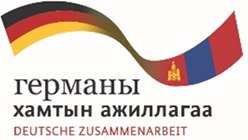 германы
хамтын ажиллагаа
DEUTSCHE ZUSAMMENARBEIT